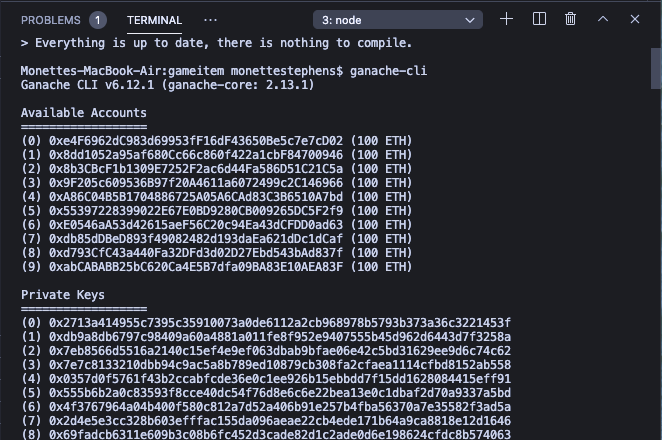 PROBLEMS 1 TERMINAL ··· 3: node
> Everything is up to date, there is nothing to compile.
Monettes-MacBook-Air:gameitem monettestephens$ ganache-cli
Ganache CLI v6.12.1 (ganache-core: 2.13.1)
Available Accounts
==================
(0) 0xe4F6962dC983d69953fF16dF43650Be5c7e7cD02 (100 ETH)
(1) 0x8dd1052a95af680Cc66c860f422a1cbF84700946 (100 ETH)
(2) 0x8b3CBcF1b1309E7252F2ac6d44Fa586D51C21C5a (100 ETH)
(3) 0x9F205c609536B97f20A4611a6072499c2C146966 (100 ETH)
(4) 0xA86C04B5B1704886725A05A6CAd83C3B6510A7bd (100 ETH)
(5) 0x55397228399022E67E0BD9280CB009265DC5F2f9 (100 ETH)
(6) 0xE0546aA53d42615aeF56C20c94Ea43dCFDD0ad63 (100 ETH)
(7) 0xdb85dDBeD893f49082482d193daEa621dDc1dCaf (100 ETH)
(8) 0xd793CfC43a440Fa32DFd3d02D27Ebd543bAd837f (100 ETH)
(9) 0xabCABABB25bC620Ca4E5B7dfa09BA83E10AEA83F (100 ETH)
Private Keys
==================
(0) 0x2713a414955c7395c35910073a0de6112a2cb968978b5793b373a36c3221453f
(1) 0xdb9a8db6797c98409a60a4881a011fe8f952e9407555b45d962d6443d7f3258a
(2) 0x7eb8566d5516a2140c15ef4e9ef063dbab9bfae06e42c5bd31629ee9d6c74c62
(3) 0x7e7c8133210dbb94c9ac5a8b789ed10879cb308fa2cfaea1114cfbd8152ab558
(4) 0x0357d0f5761f43b2ccabfcde36e0c1ee926b15ebbdd7f15dd1628084415eff91
(5) 0x555b6b2a0c83593f8cce40dc54f76d8e6c6e22bea13e0c1dbaf2d70a9337a5bd
(6) 0x4f3767964a04b400f580c812a7d52a406b91e257b4fba56370a7e35582f3ad5a
(7) 0x2d4e5e3cc328b603efffac155da096aeae22cb4ede171b64a9ca8818e12d1646
(8) 0x69fadcb6311e609b3c08b6fc452d3cade82d1c2ade0d6e198624cfdc8b574063